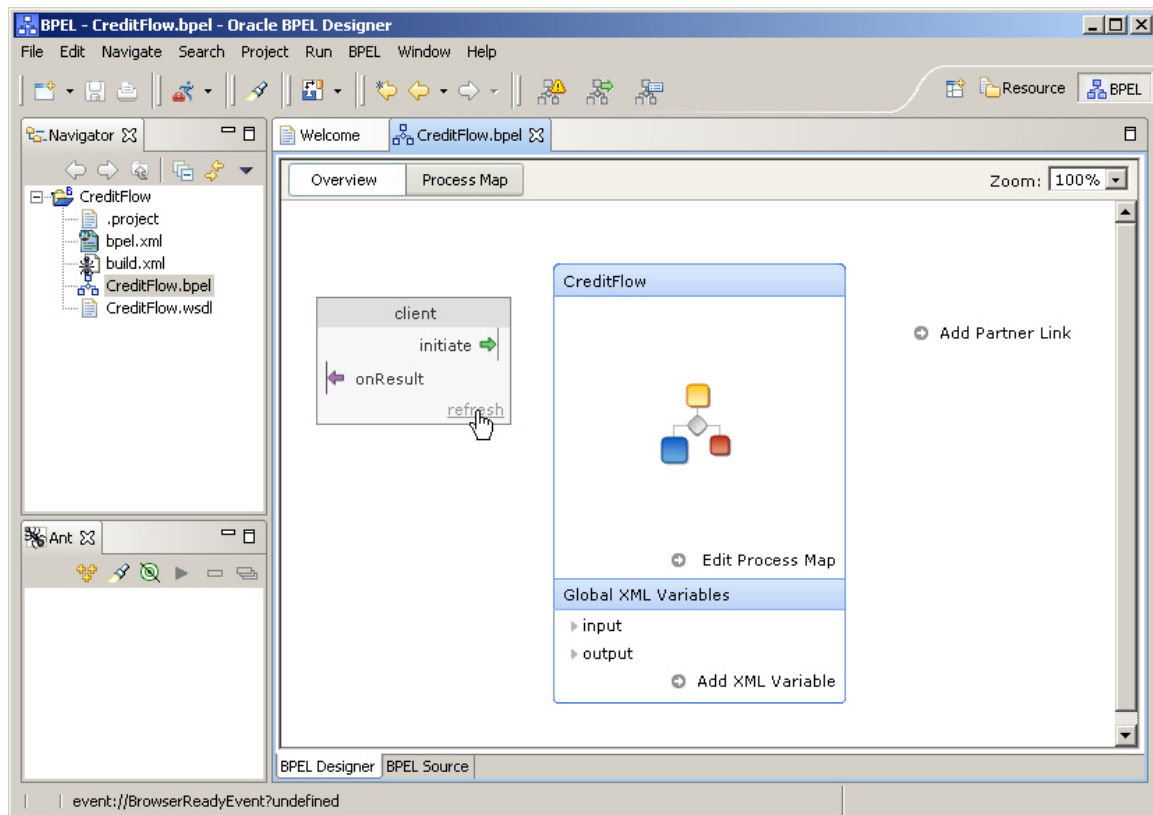 BPEL - CreditFlow.bpel - Oracle BPEL Designer
File Edit Navigate Search Project Run BPEL Window Help
Resource BPEL
Navigator
CreditFlow
.project
bpel.xml
build.xml
CreditFlow.bpel
CreditFlow.wsdl
Ant
Welcome CreditFlow.bpel
Overview Process Map Zoom: 100%
client
initiate
onResult
refresh
CreditFlow
Edit Process Map
Global XML Variables
input
output
Add XML Variable
Add Partner Link
BPEL Designer BPEL Source
event://BrowserReadyEvent?undefined